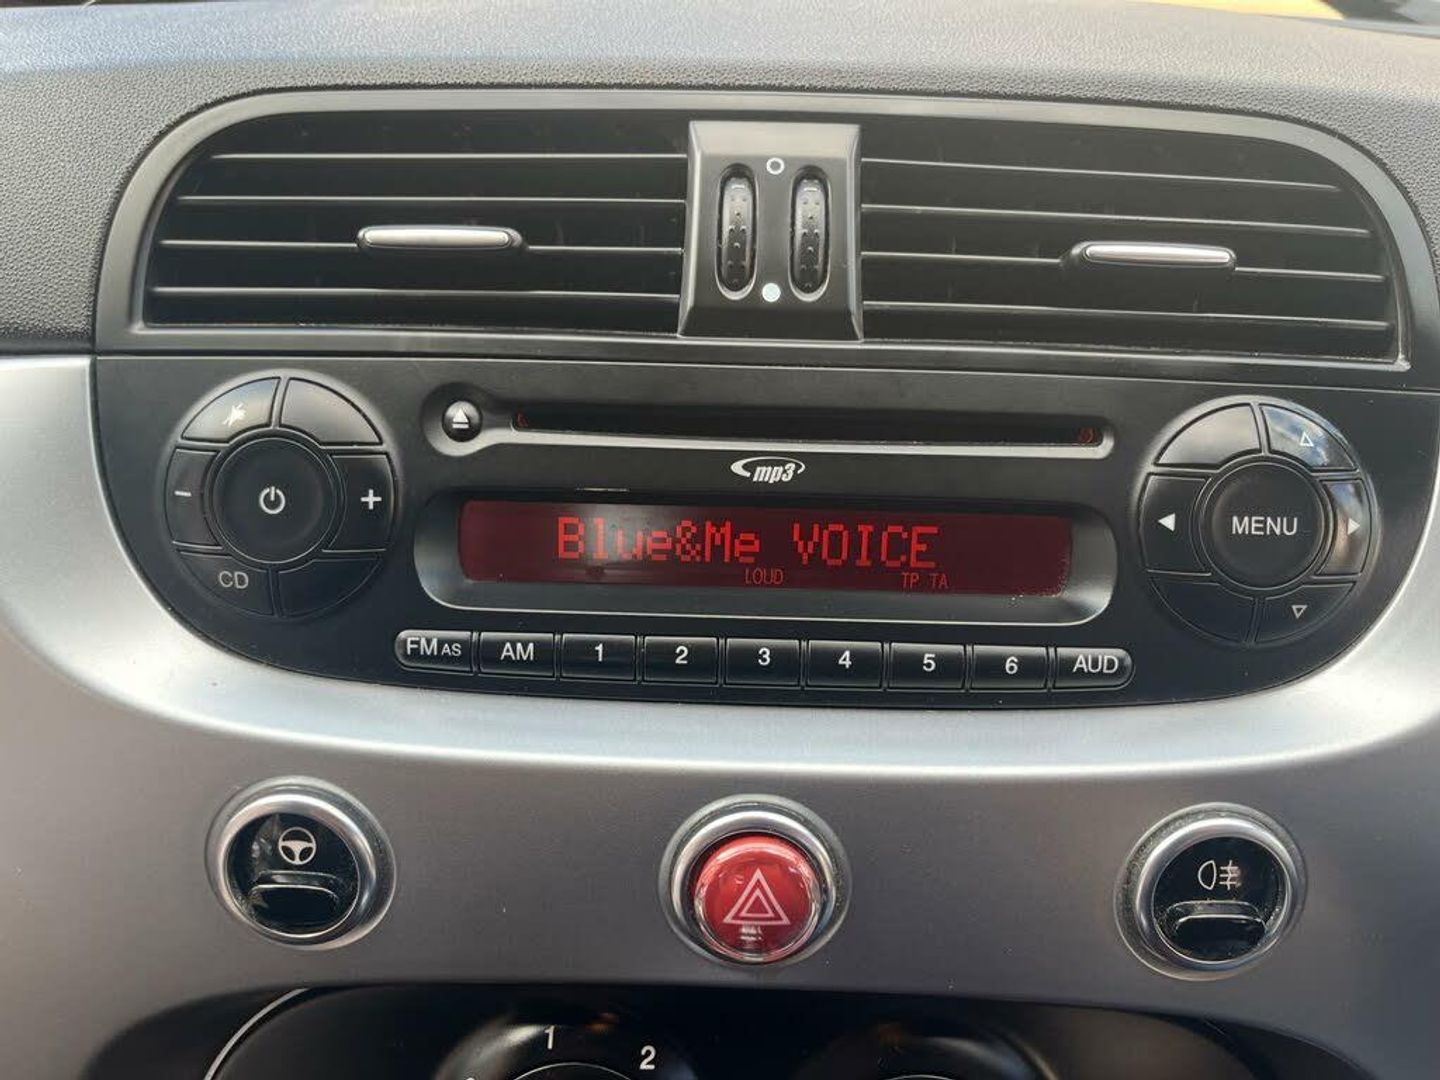 mp3
Blue&Me VOICE
LOUD TP TA
CD
MENU
FM AS AM 1 2 3 4 5 6 AUD
1 2